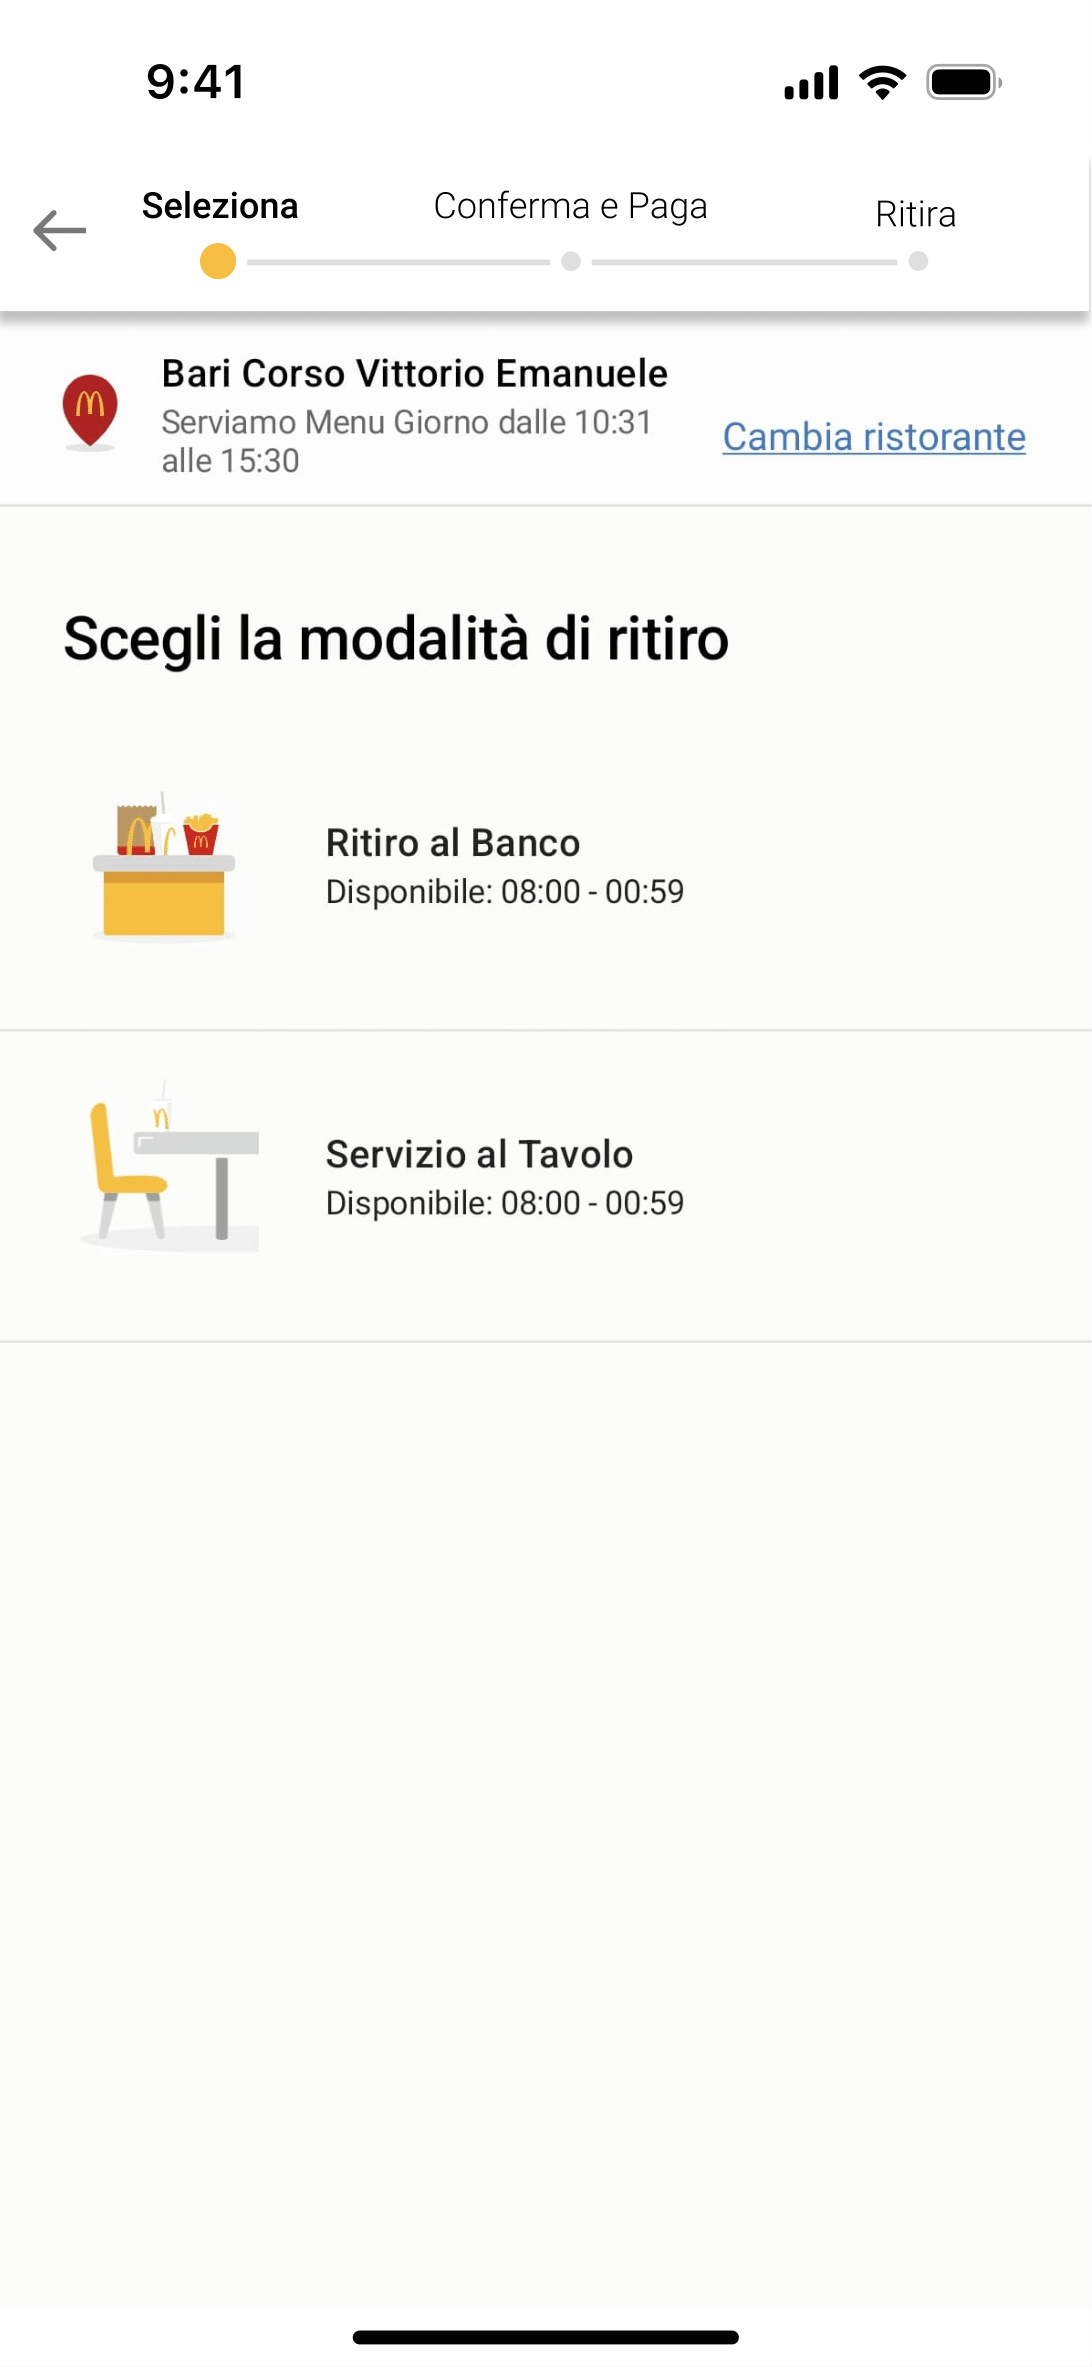 9:41
Seleziona
Conferma e Paga
Ritira
Bari Corso Vittorio Emanuele
Serviamo Menu Giorno dalle 10:31
alle 15:30
Cambia ristorante
Scegli la modalità di ritiro
Ritiro al Banco
Disponibile: 08:00 - 00:59
Servizio al Tavolo
Disponibile: 08:00 - 00:59